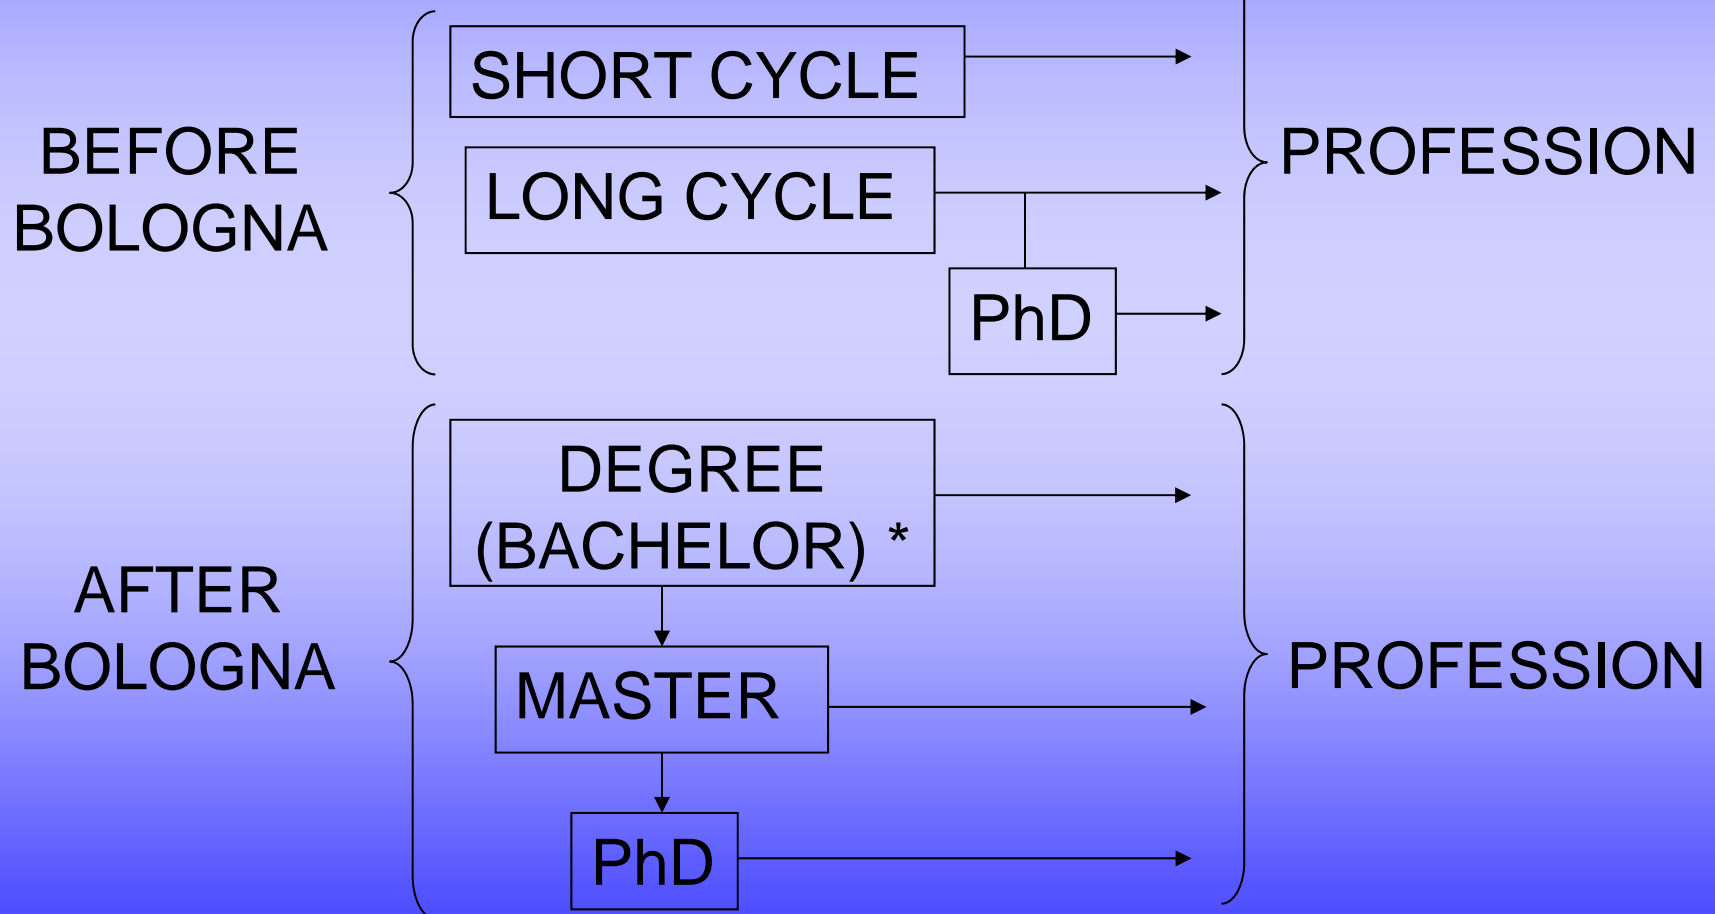 BEFORE
BOLOGNA
SHORT CYCLE
LONG CYCLE
PhD
PROFESSION
AFTER
BOLOGNA
DEGREE
(BACHELOR) *
MASTER
PhD
PROFESSION